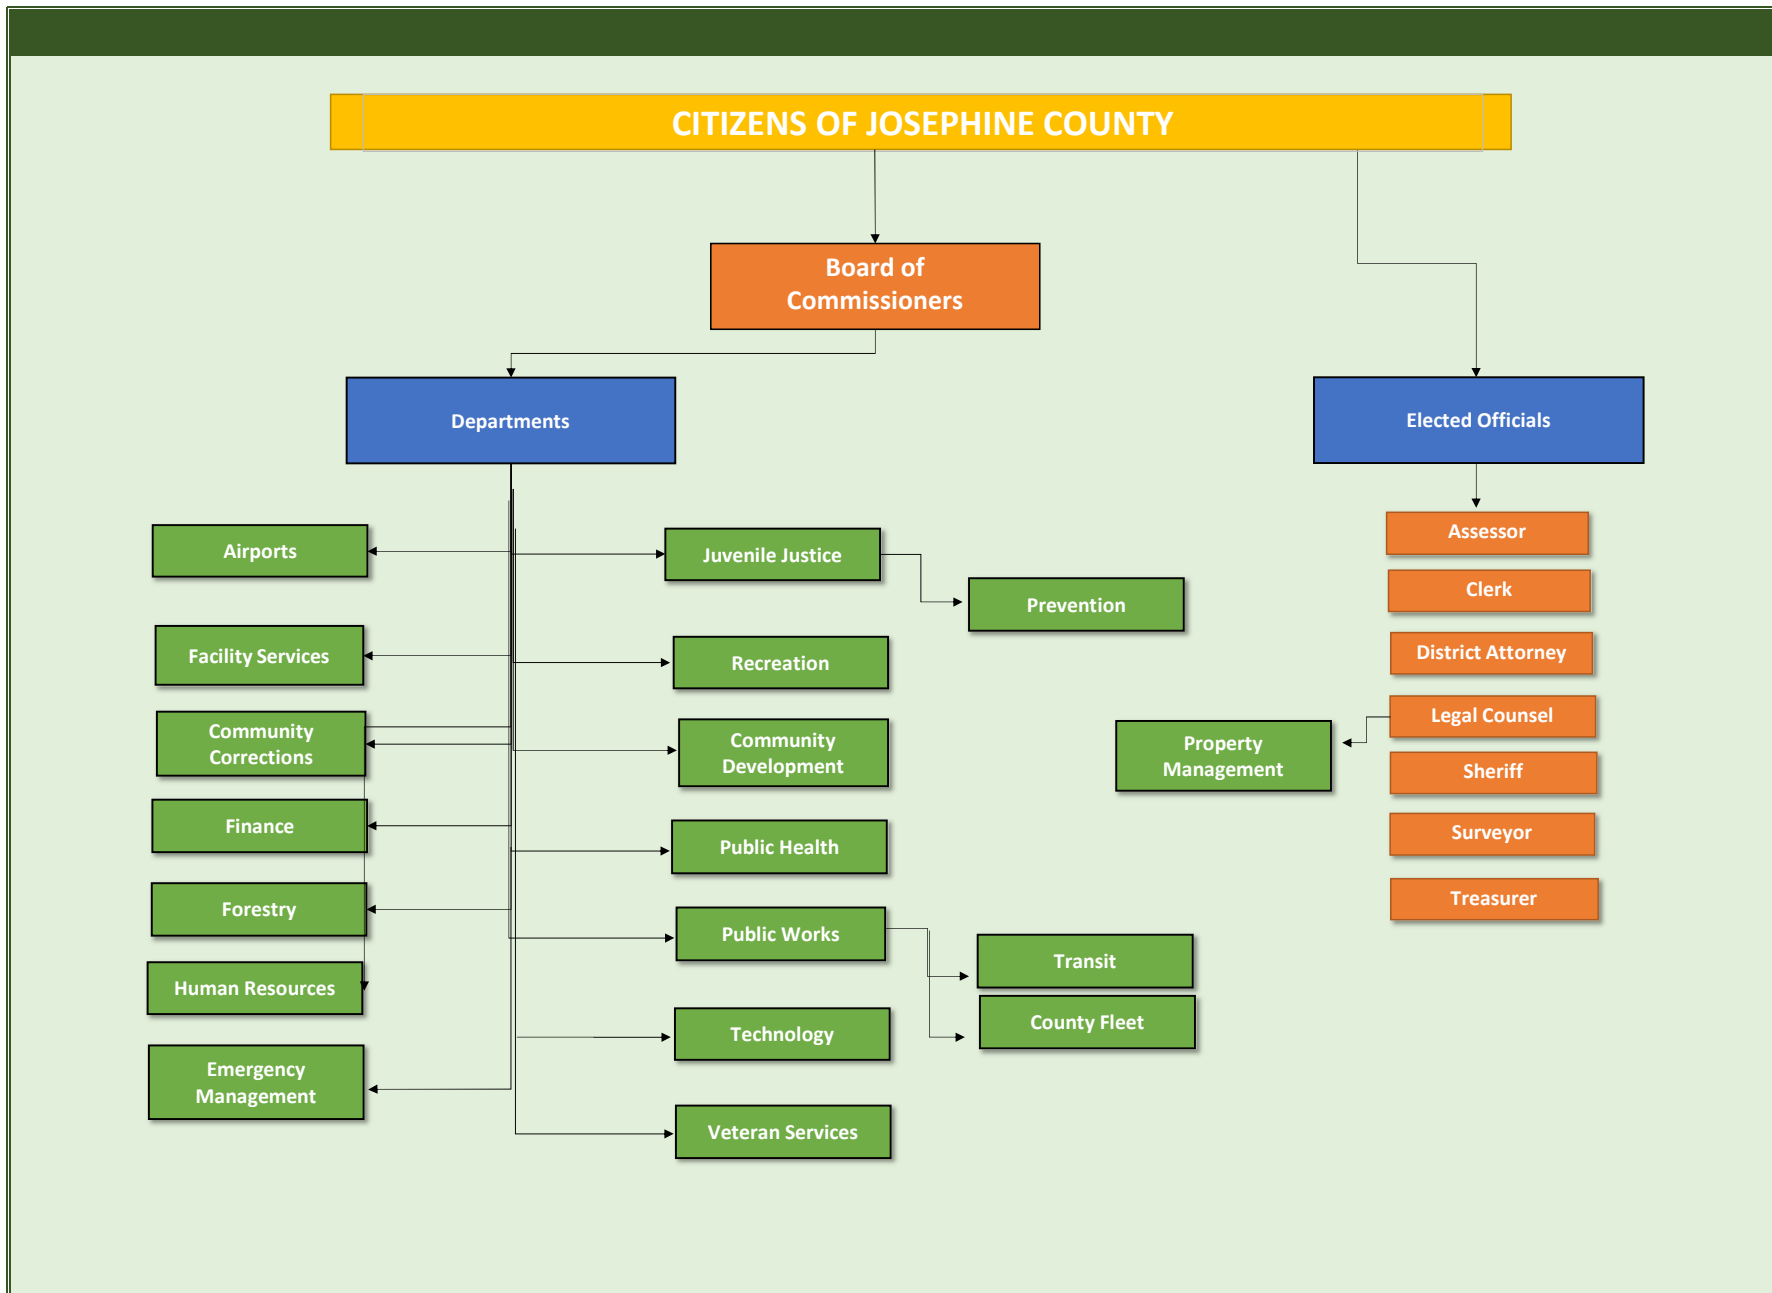 CITIZENS OF JOSEPHINE COUNTY
Board of
Commissioners
Departments
Elected Officials
Airports
Facility Services
Community
Corrections
Finance
Forestry
Human Resources
Emergency
Management
Juvenile Justice
Prevention
Recreation
Community
Development
Public Health
Public Works
Transit
County Fleet
Technology
Veteran Services
Assessor
Clerk
District Attorney
Legal Counsel
Property
Management
Sheriff
Surveyor
Treasurer